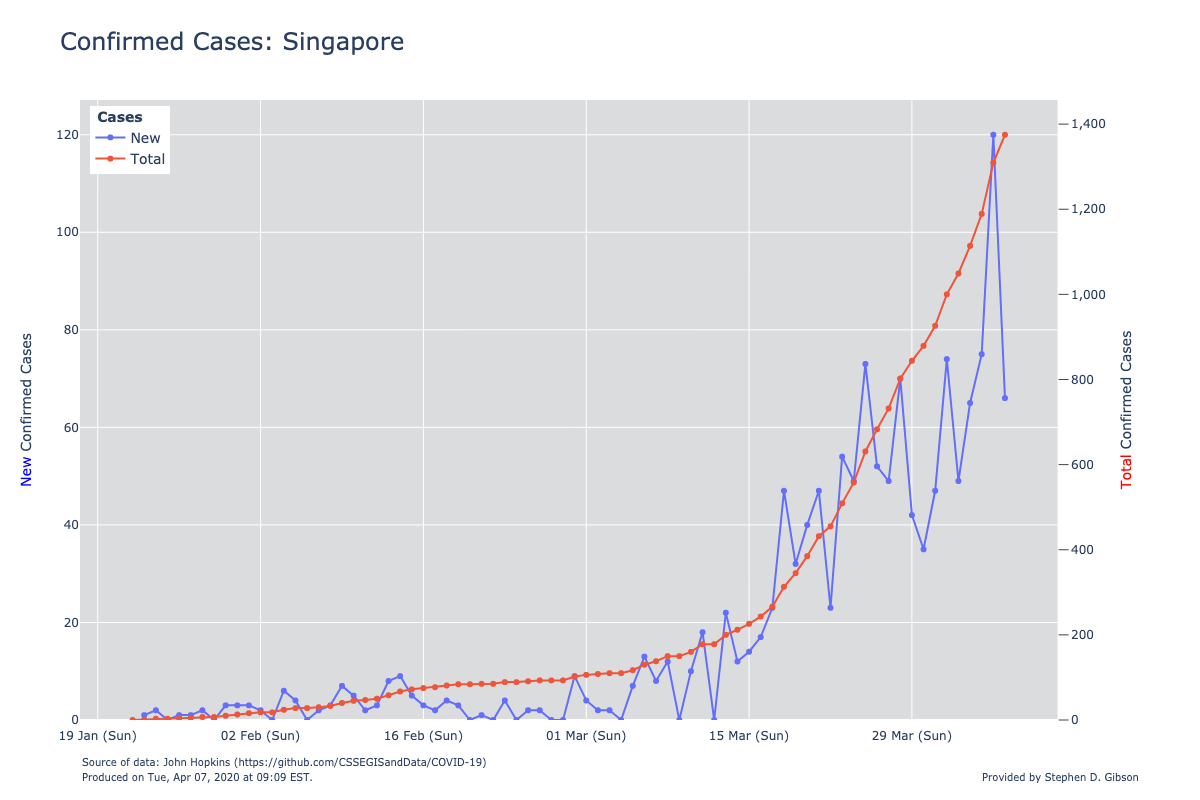 Confirmed Cases: Singapore
Cases
New
Total
120
100
80
60
40
20
0
New Confirmed Cases
1,400
1,200
1,000
800
600
400
200
0
Total Confirmed Cases
19 Jan (Sun) 02 Feb (Sun) 16 Feb (Sun) 01 Mar (Sun) 15 Mar (Sun) 29 Mar (Sun)
Source of data: John Hopkins (https://github.com/CSSEGISandData/COVID-19)
Produced on Tue, Apr 07, 2020 at 09:09 EST.
Provided by Stephen D. Gibson